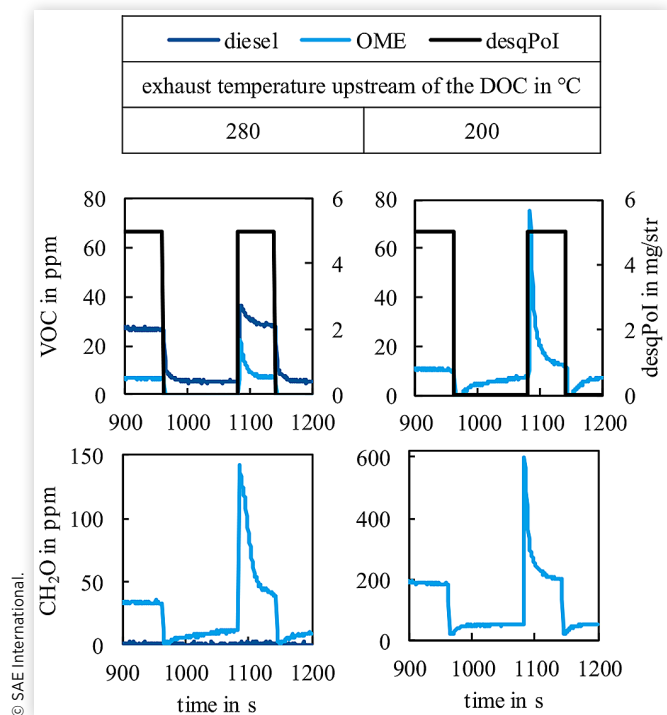 diesel OME desqPoI
exhaust temperature upstream of the DOC in °C
280 200
80 6 80 6
60 60
4 4
40 40
2 2
20 20
0 0 0 0
900 1000 1100 1200 900 1000 1100 1200
VOC in ppm
desqPoI in mg/str
150 600
100 400
50 200
0 0
900 1000 1100 1200 900 1000 1100 1200
CH₂O in ppm
time in s time in s
© SAE International.